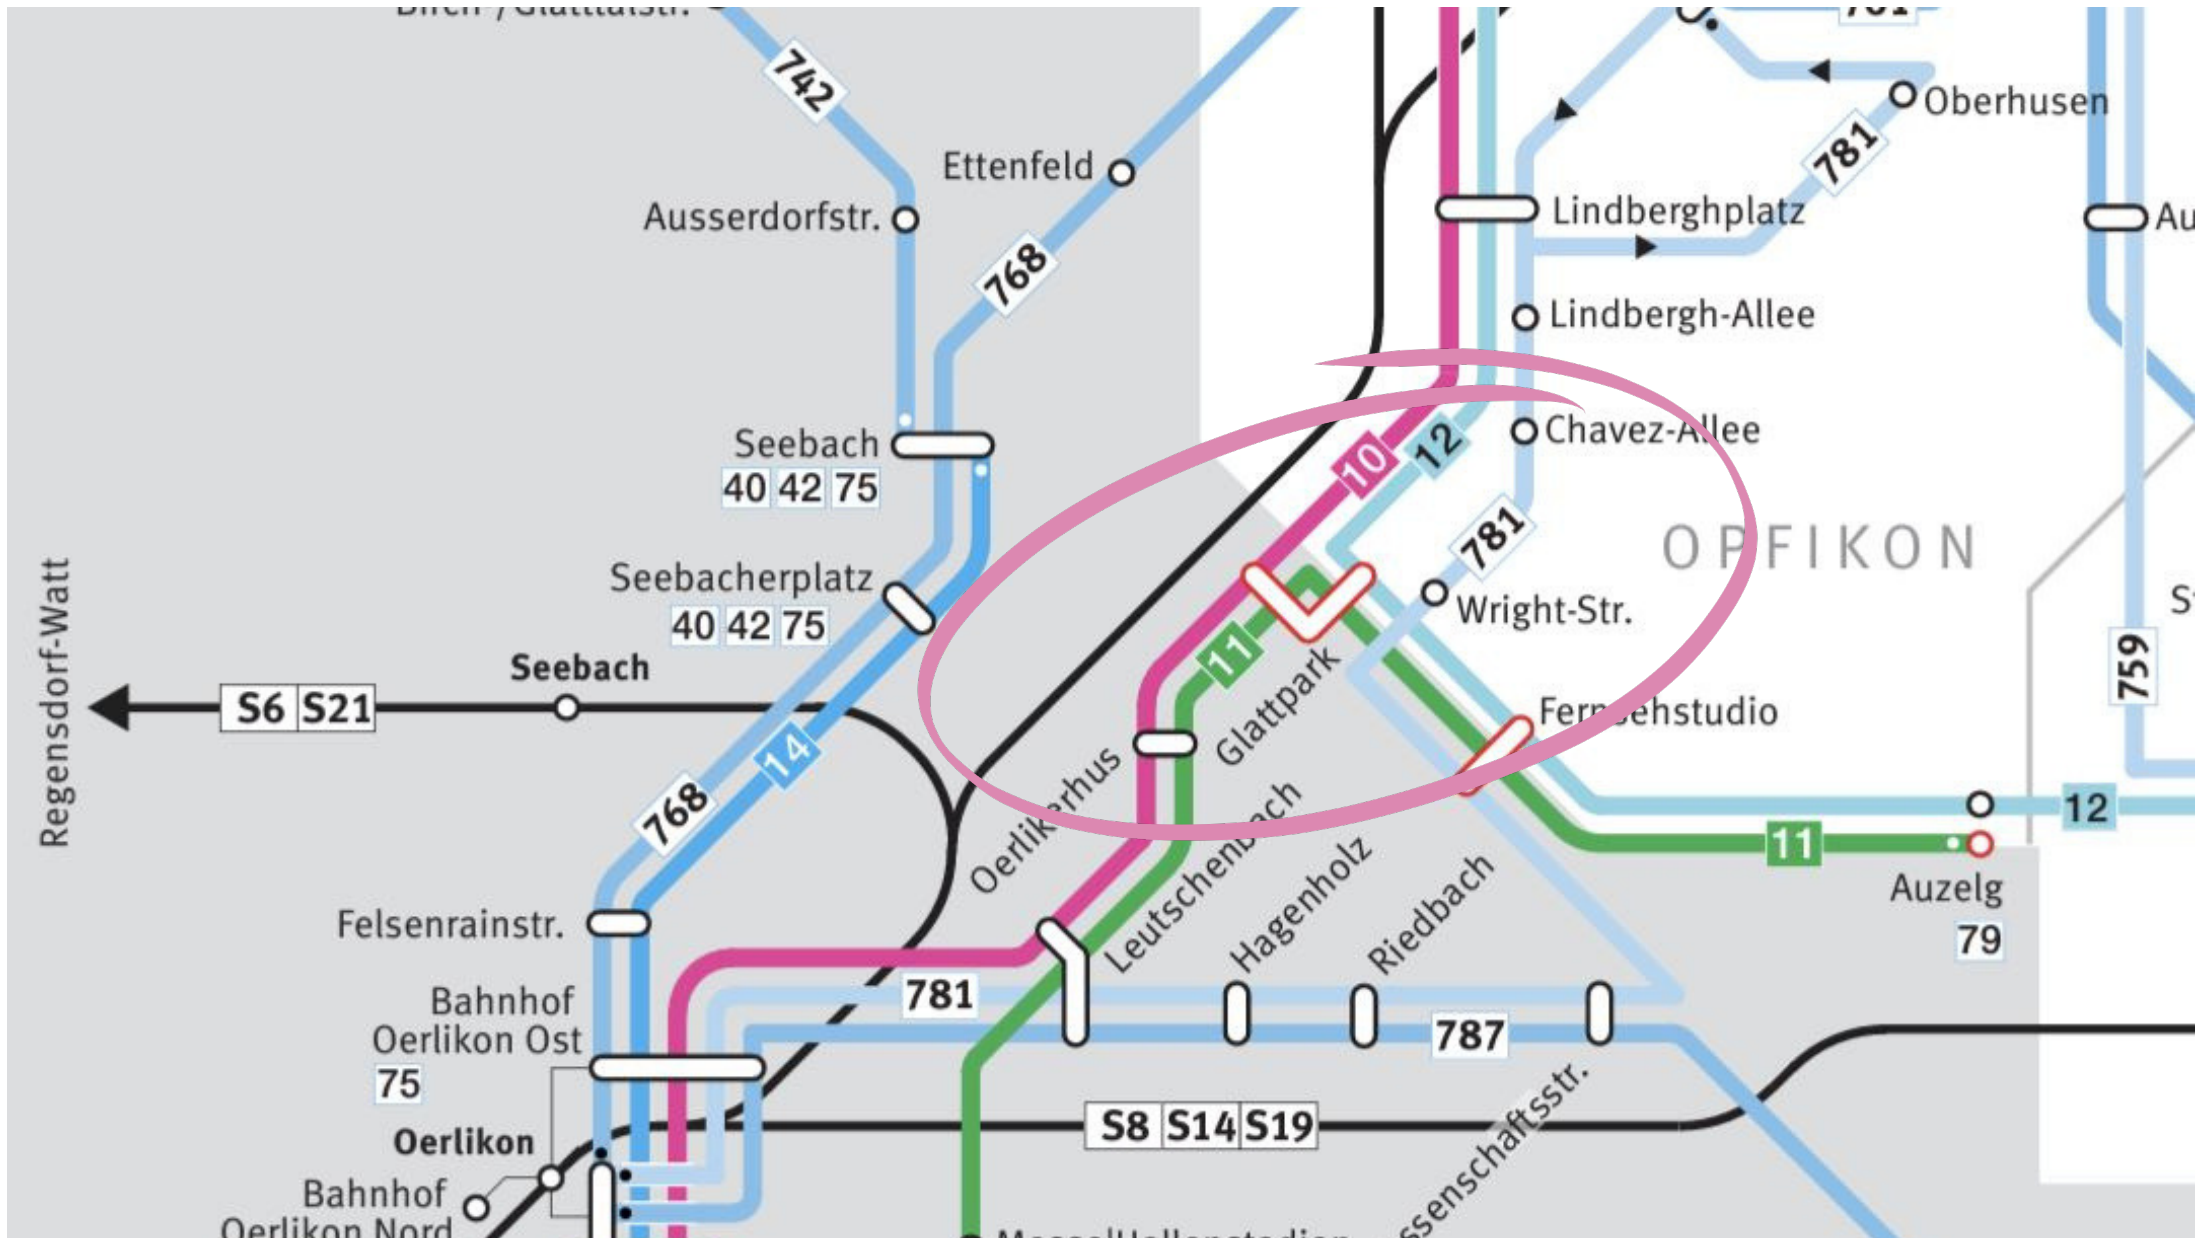 742
Oberhusen
781
Ettenfeld
Ausserdorfstr.
Lindberghplatz
768
Lindbergh-Allee
Seebach
40 42 75
10
12
Chavez-Allee
781
OPFIKON
Seebacherplatz
40 42 75
Wright-Str.
11
759
Regensdorf-Watt
Seebach
S6 S21
Glattpark
Fernsehstudio
14
768
Oerlikerhus
12
11
Auzelg
79
Felsenrainstr.
Leutschenbach
Hagenholz
Riedbach
781
787
Bahnhof
Oerlikon Ost
75
S8 S14 S19
Oerlikon
Bahnhof
Oerlikon Nord